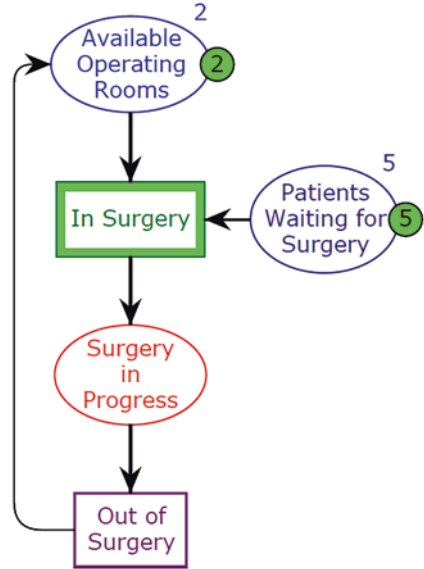 2
Available
Operating
Rooms
2
In Surgery
5
Patients
Waiting for
Surgery
5
Surgery
in
Progress
Out of
Surgery